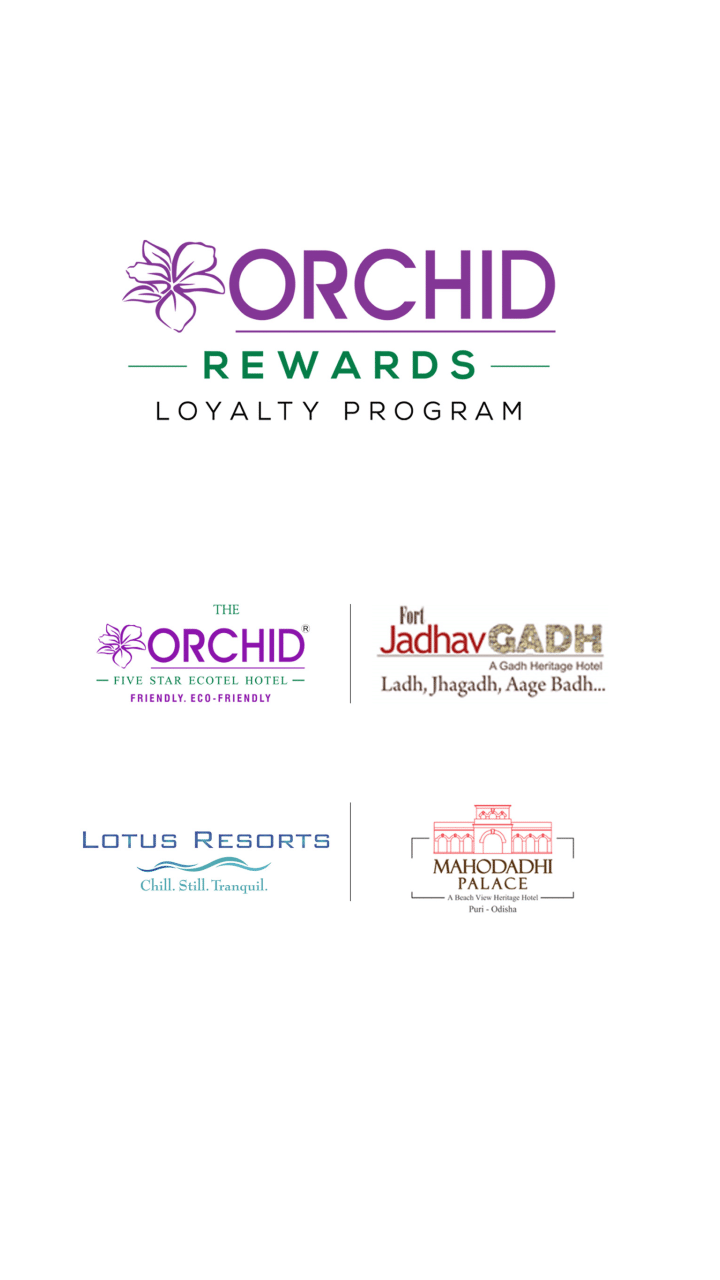 ORCHID
REWARDS
LOYALTY PROGRAM
THE
ORCHID®
FIVE STAR ECOTEL HOTEL
FRIENDLY. ECO-FRIENDLY
Fort
JadhavGADH
A Gadh Heritage Hotel
Ladh, Jhagadh, Aage Badh...
LOTUS RESORTS
Chill. Still. Tranquil.
MAHODADHI
PALACE
A Beach View Heritage Hotel
Puri - Odisha